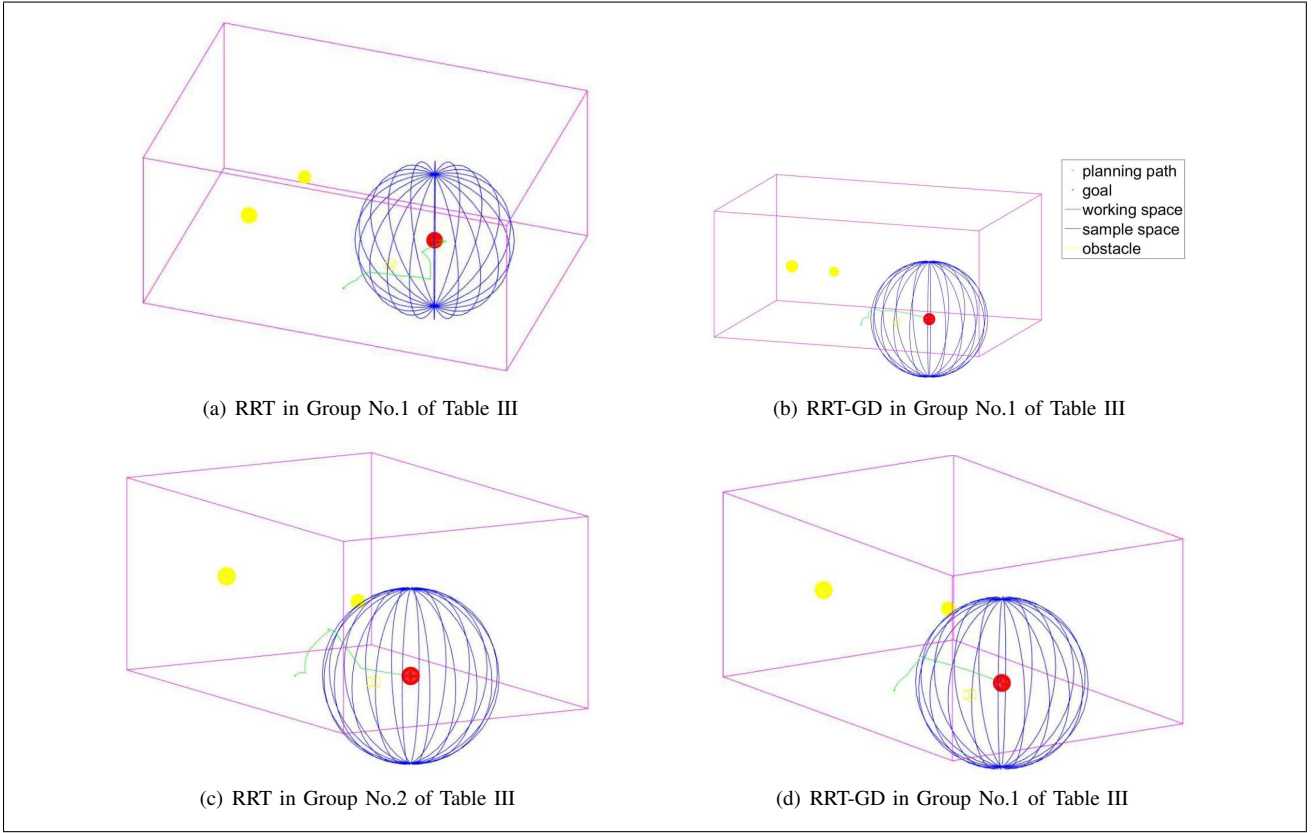 planning path
goal
working space
sample space
obstacle
(a) RRT in Group No.1 of Table III
(b) RRT-GD in Group No.1 of Table III
(c) RRT in Group No.2 of Table III
(d) RRT-GD in Group No.1 of Table III